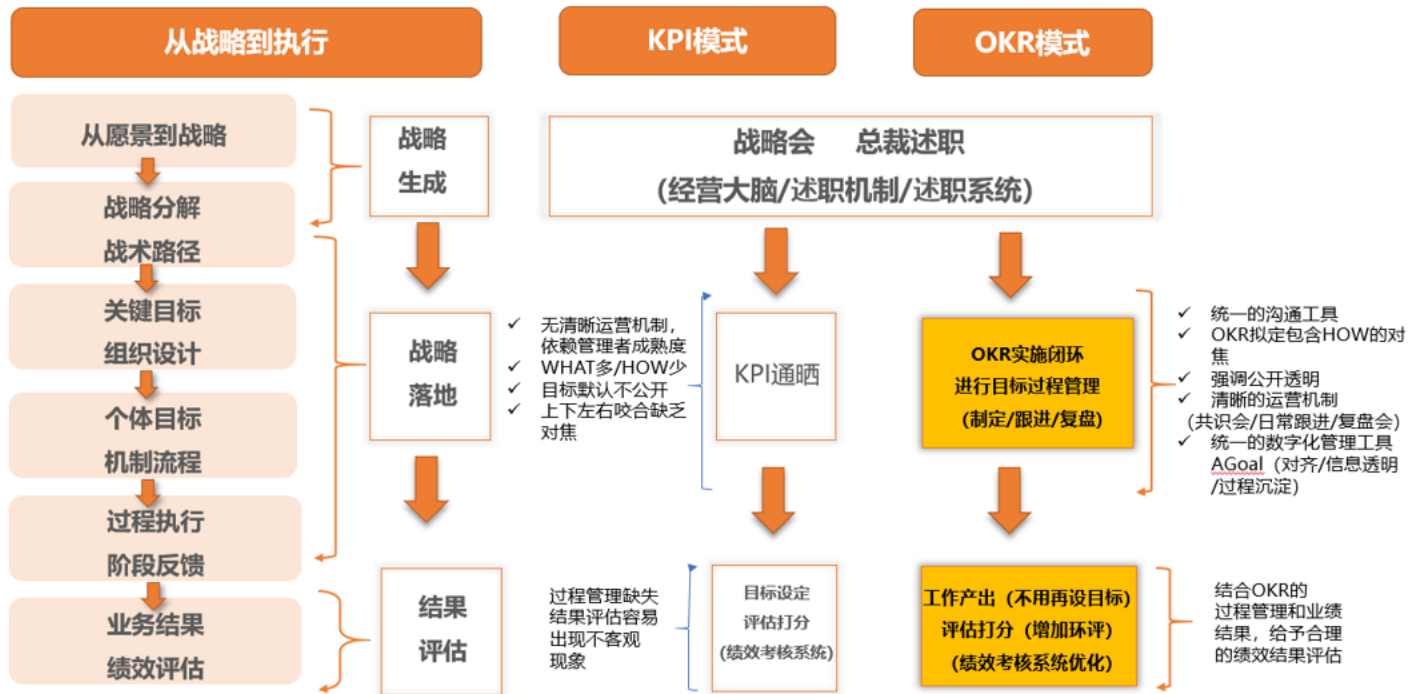 从战略到执行
KPI模式
OKR模式
从愿景到战略
战略分解
战术路径
关键目标
组织设计
个体目标
机制流程
过程执行
阶段反馈
业务结果
绩效评估
战略
生成
战略
落地
结果
评估
战略会 总裁述职
(经营大脑/述职机制/述职系统)
✓ 无清晰运营机制，
依赖管理者成熟度
✓ WHAT多/HOW少
✓ 目标默认不公开
✓ 上下左右咬合缺乏
对焦
KPI通晒
OKR实施闭环
进行目标过程管理
(制定/跟进/复盘)
✓ 统一的沟通工具
✓ OKR拟定包含HOW的对
焦
✓ 强调公开透明
✓ 清晰的运营机制
（共识会/日常跟进/复盘会）
✓ 统一的数字化管理工具
AGoal（对齐/信息透明
/过程沉淀）
过程管理缺失
结果评估容易
出现不客观
现象
目标设定
评估打分
(绩效考核系统)
工作产出（不用再设目标）
评估打分（增加环评）
(绩效考核系统优化)
结合OKR的
过程管理和业绩
结果，给予合理
的绩效结果评估